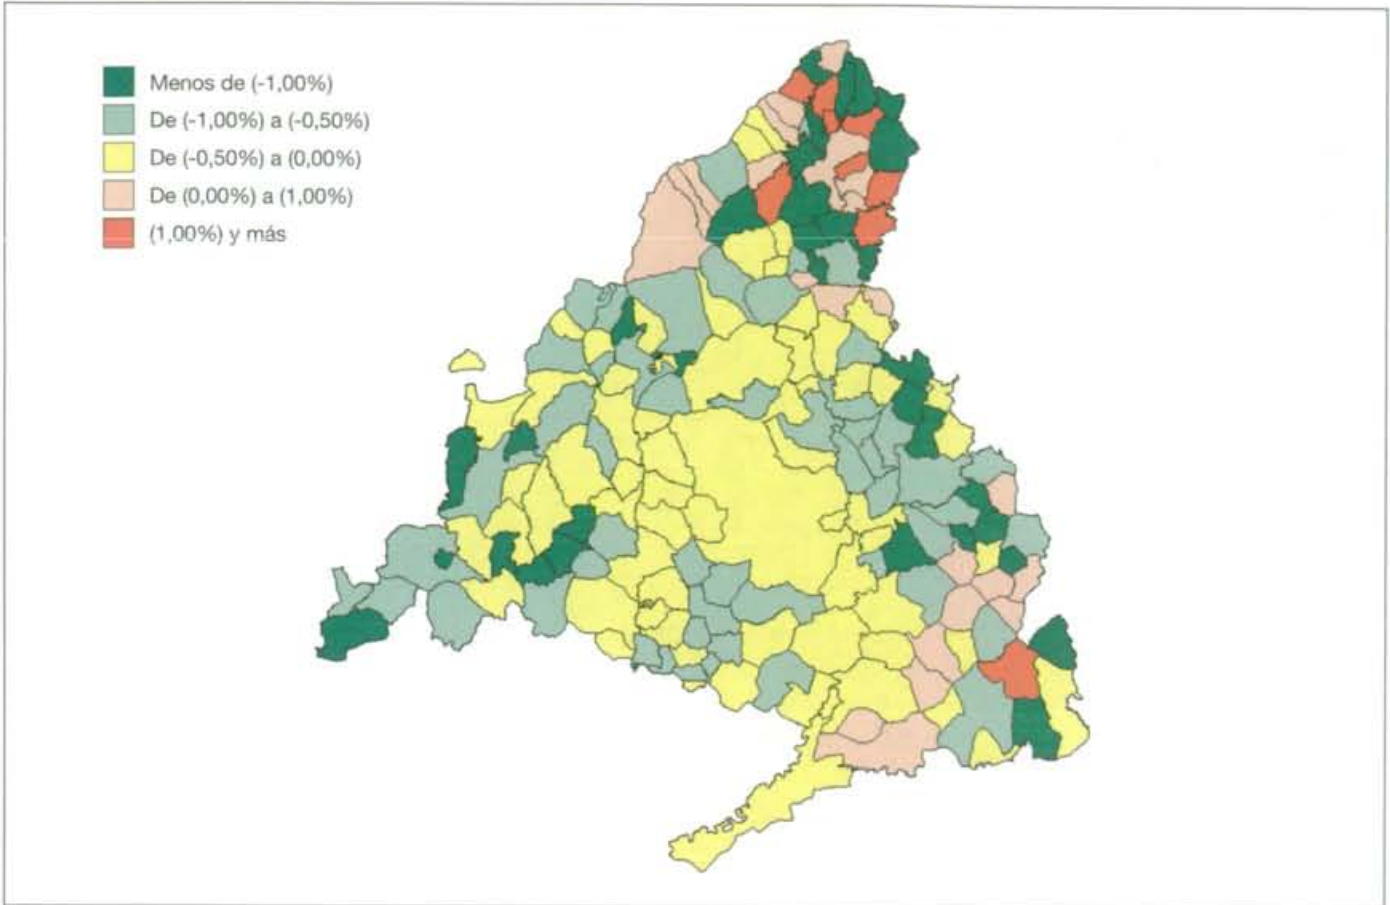 Menos de (-1,00%)
De (-1,00%) a (-0,50%)
De (-0,50%) a (0,00%)
De (0,00%) a (1,00%)
(1,00%) y más